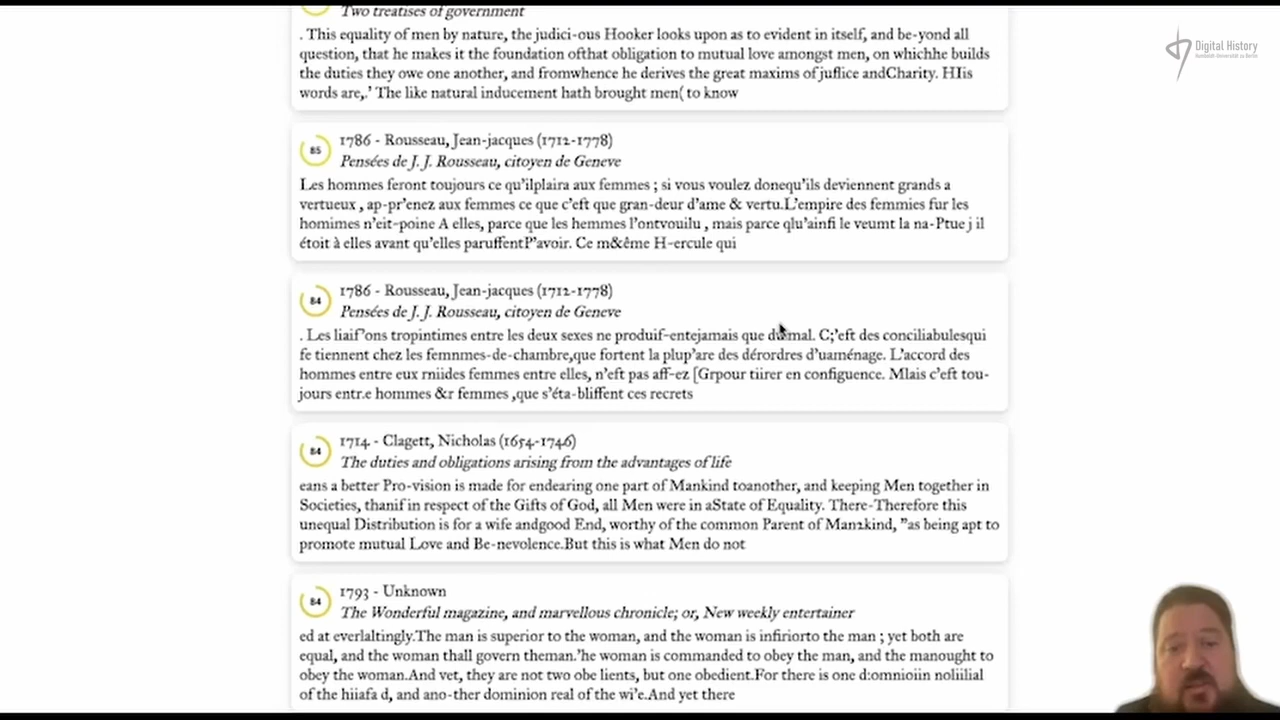 Two treatises of government
. This equality of men by nature, the judici-ous Hooker looks upon as to evident in itself, and be-yond all
question, that he makes it the foundation ofthat obligation to mutual love amongst men, on whichhe builds
the duties they owe one another, and fromwhence he derives the great maxims of juflice andCharity. HIis
words are,.' The like natural inducement hath brought men( to know
85
1786 - Rousseau, Jean-jacques (1712-1778)
Pensées de J. J. Rousseau, citoyen de Geneve
Les hommes feront toujours ce qu'ilplaira aux femmes ; si vous voulez donequ'ils deviennent grands a
vertueux , ap-pr'enez aux femmes ce que c'eft que gran-deur d'ame & vertu.L'empire des femmies fur les
homimes n'eit-poine A elles, parce que les hemmes l'ontvouilu , mais parce qlu'ainfi le veumt la na-Ptue j il
étoit à elles avant qu'elles paruffentP'avoir. Ce m&ême H-ercule qui
84
1786 - Rousseau, Jean-jacques (1712-1778)
Pensées de J. J. Rousseau, citoyen de Geneve
. Les liaif'ons tropintimes entre les deux sexes ne produif-entejamais que mal. C;'eft des conciliabulesqui
fe tiennent chez les femnmes-de-chambre,que fortent la plup'are des dérordres d'uaménage. L'accord des
hommes entre eux rniides femmes entre elles, n'eft pas aff-ez [Grpour tiirer en configuence. Mlais c'eft tou-
jours entr.e hommes &r femmes ,que s'éta-bliffent ces recrets
84
1714 - Clagett, Nicholas (1654-1746)
The duties and obligations arising from the advantages of life
eans a better Pro-vision is made for endearing one part of Mankind toanother, and keeping Men together in
Societies, thanif in respect of the Gifts of God, all Men were in aState of Equality. There-Therefore this
unequal Distribution is for a wife andgood End, worthy of the common Parent of Man2kind, "as being apt to
promote mutual Love and Be-nevolence.But this is what Men do not
84
1793 - Unknown
The Wonderful magazine, and marvellous chronicle; or, New weekly entertainer
ed at everlaltingly.The man is superior to the woman, and the woman is infiriorto the man ; yet both are
equal, and the woman thall govern theman.'he woman is commanded to obey the man, and the manought to
obey the woman.And vet, they are not two obe lients, but one obedient.For there is one d:omnioiin noliilial
of the hiiafa d, and ano-ther dominion real of the wi'e.And yet there
Digital History
Humboldt-Universität zu Berlin